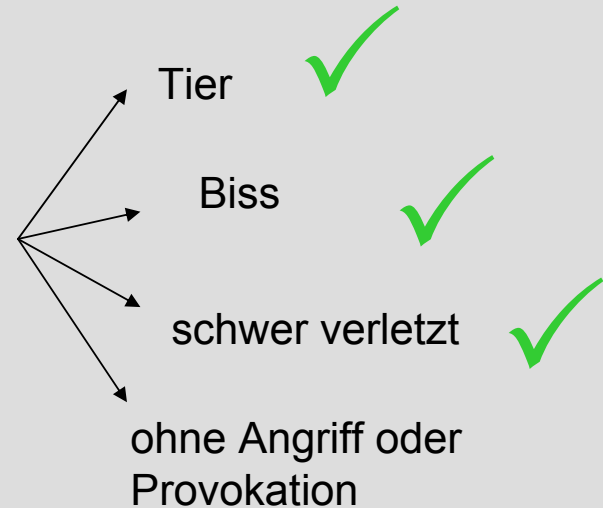 Tier
Biss
schwer verletzt
ohne Angriff oder
Provokation